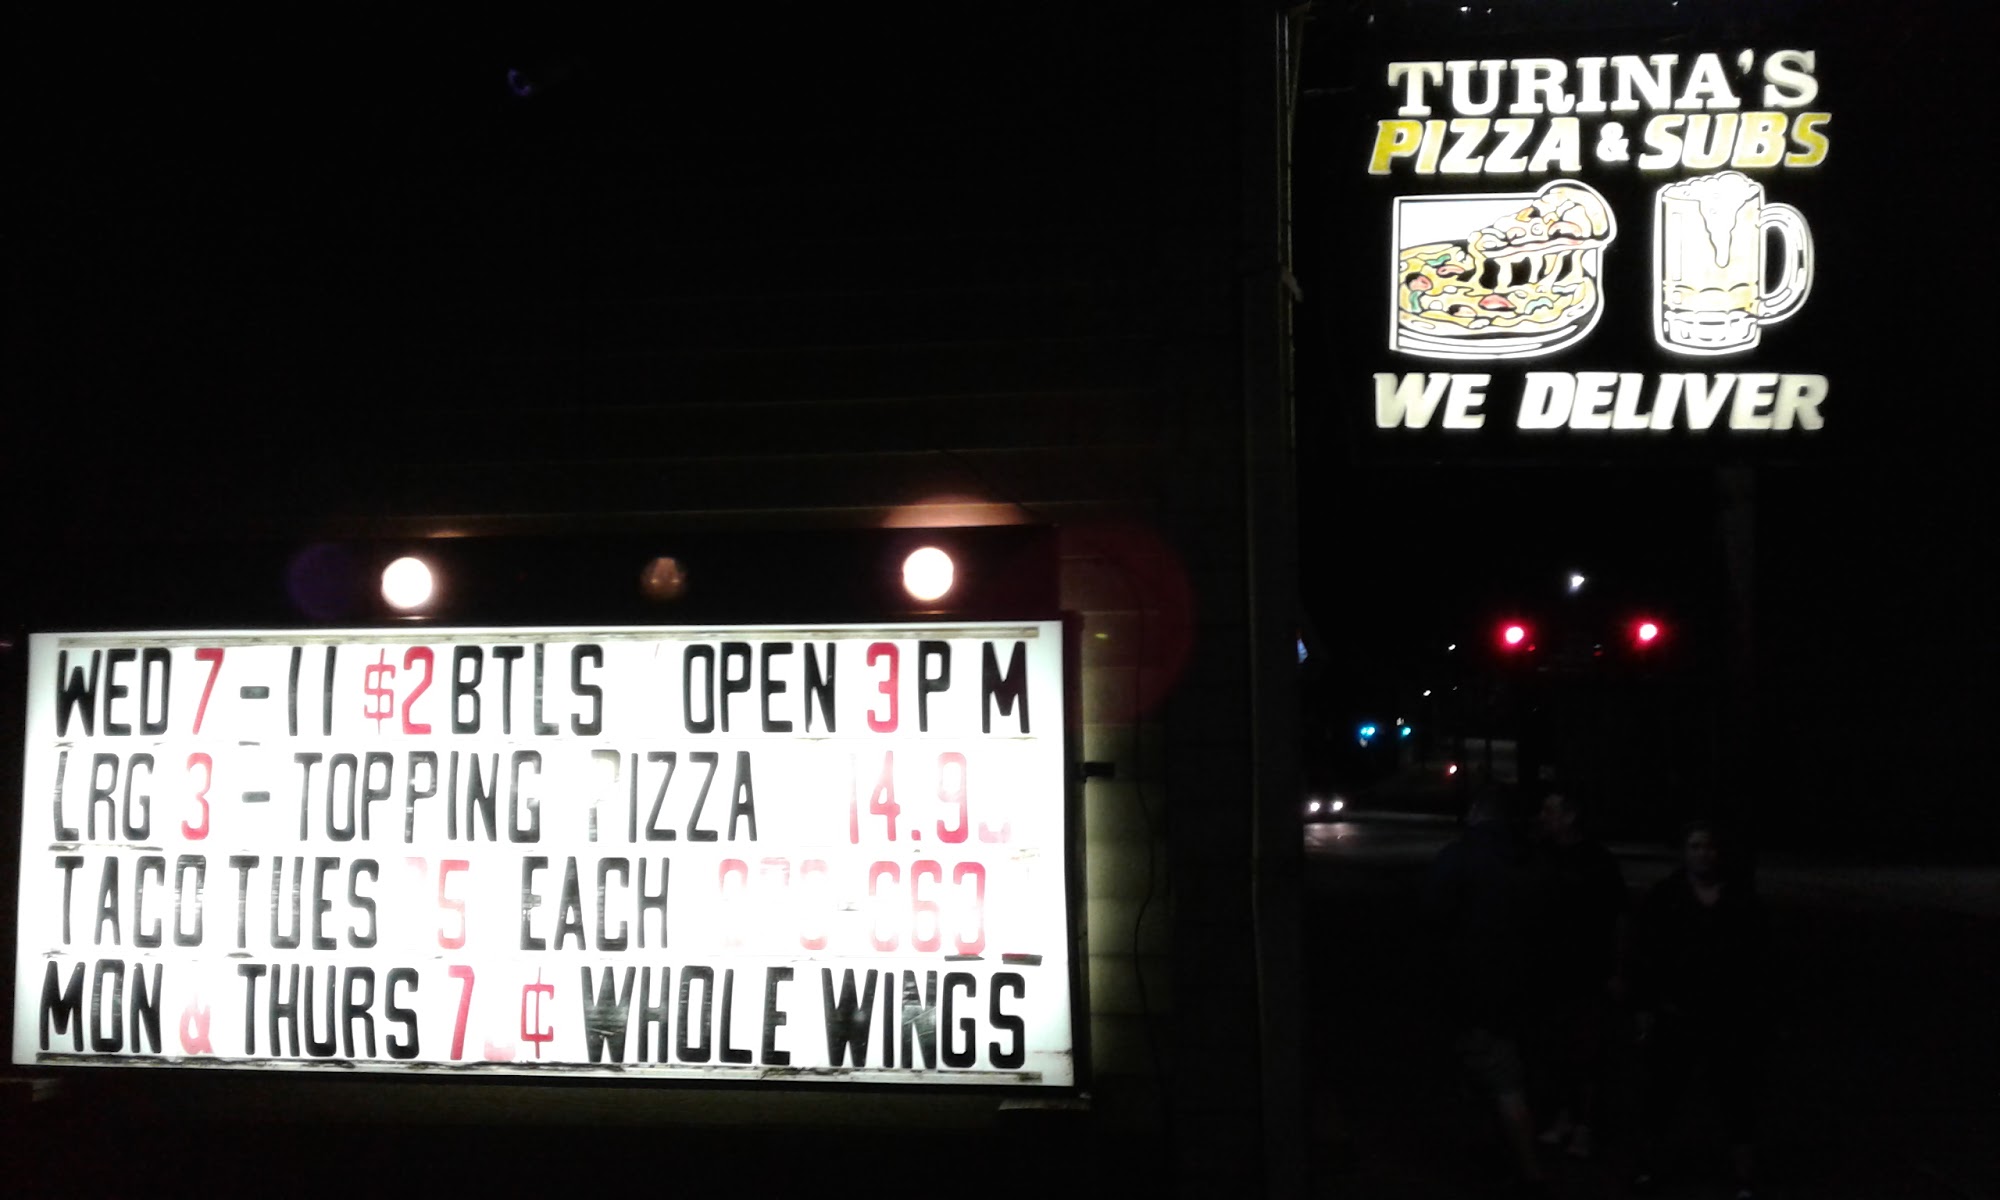 TURINA'S
PIZZA & SUBS
WE DELIVER
WED 7-11 $2 BTLS OPEN 3PM
LRG 3-TOPPING PIZZA
TACO TUES EACH
MON & THURS WHOLE WINGS